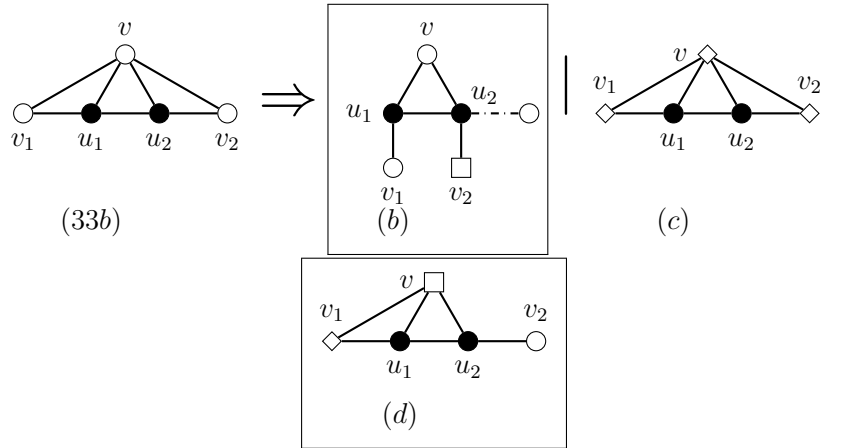 v
v₁ u₁ u₂ v₂
(33b)
⇒
v
u₁ u₂
v₁ v₂
(b)
|
v
v₁ v₂
u₁ u₂
(c)
v
v₁ v₂
u₁ u₂
(d)